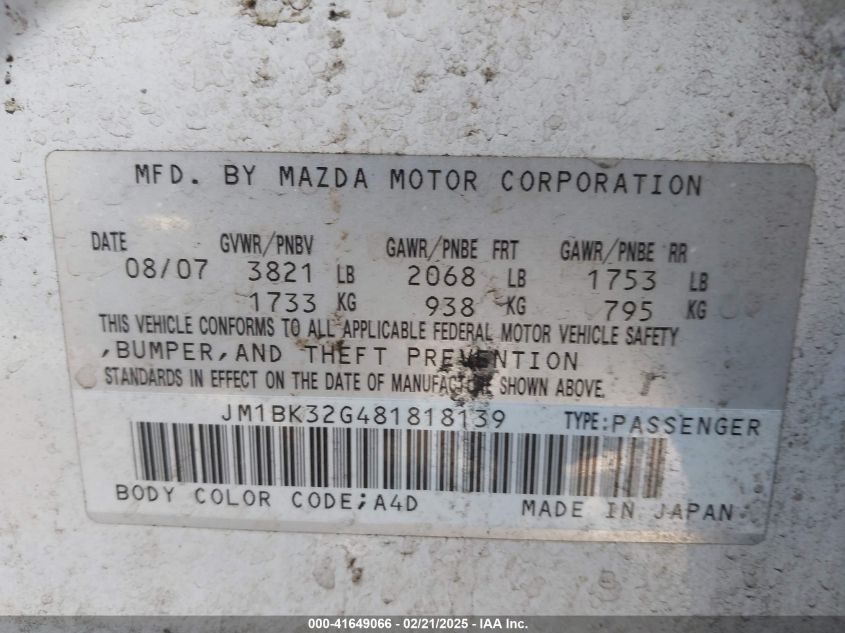 MFD. BY MAZDA MOTOR CORPORATION
DATE GVWR/PNBV GAWR/PNBE FRT GAWR/PNBE RR
08/07 3821 LB 2068 LB 1753 LB
1733 KG 938 KG 795 KG
THIS VEHICLE CONFORMS TO ALL APPLICABLE FEDERAL MOTOR VEHICLE SAFETY
,BUMPER,AND THEFT PREVENTION
STANDARDS IN EFFECT ON THE DATE OF MANUFACTURE SHOWN ABOVE.
JM1BK32G481818139 TYPE:PASSENGER
BODY COLOR CODE;A4D MADE IN JAPAN
000-41649066 - 02/21/2025 - IAA Inc.